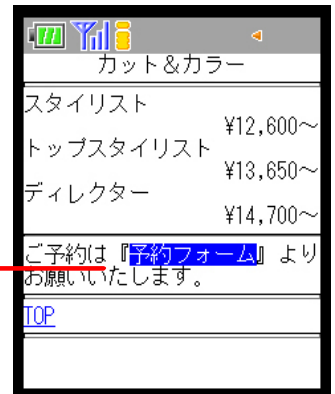 カット&カラー
スタイリスト
¥12,600～
トップスタイリスト
¥13,650～
ディレクター
¥14,700～
ご予約は『予約フォーム』より
お願いいたします。
TOP